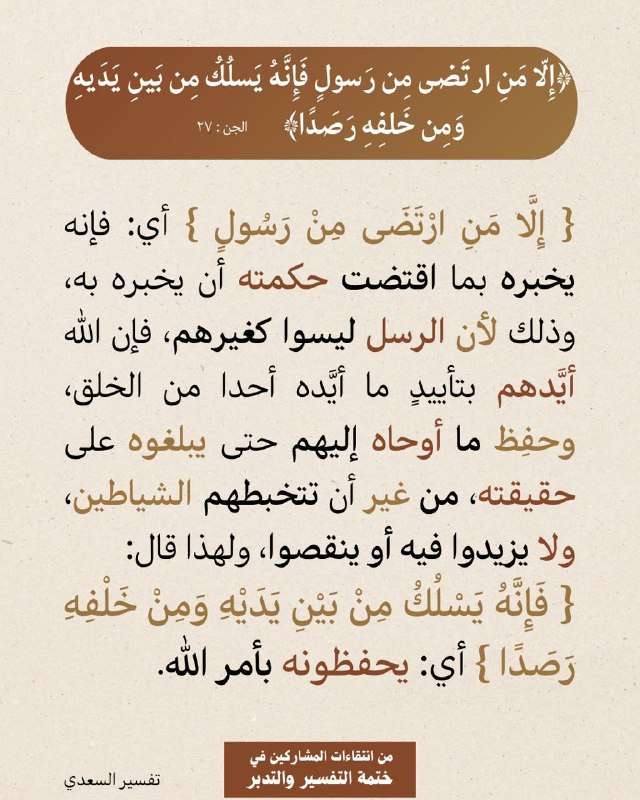 ﴿إِلّا مَنِ ارتَضى مِن رَسولٍ فَإِنَّهُ يَسلُكُ مِن بَينِ يَدَيهِ
وَمِن خَلفِهِ رَصَدًا﴾ الجن : ٢٧
{ إِلَّا مَنِ ارْتَضَى مِنْ رَسُولٍ } أي: فإنه
يخبره بما اقتضت حكمته أن يخبره به،
وذلك لأن الرسل ليسوا كغيرهم، فإن الله
أيَّدهم بتأييدٍ ما أيَّده أحدا من الخلق،
وحفِظ ما أوحاه إليهم حتى يبلغوه على
حقيقته، من غير أن تتخبطهم الشياطين،
ولا يزيدوا فيه أو ينقصوا، ولهذا قال:
{ فَإِنَّهُ يَسْلُكُ مِنْ بَيْنِ يَدَيْهِ وَمِنْ خَلْفِهِ
رَصَدًا } أي: يحفظونه بأمر الله.
من انتقاءات المشاركين في
ختمة التفسير والتدبر
تفسير السعدي